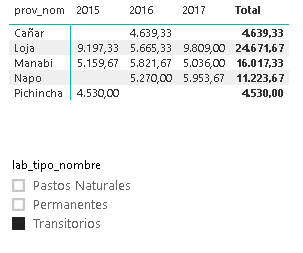 prov_nom 2015 2016 2017 Total
Cañar 4.639,33 4.639,33
Loja 9.197,33 5.665,33 9.809,00 24.671,67
Manabi 5.159,67 5.821,67 5.036,00 16.017,33
Napo 5.270,00 5.953,67 11.223,67
Pichincha 4.530,00 4.530,00
lab_tipo_nombre
Pastos Naturales
Permanentes
Transitorios